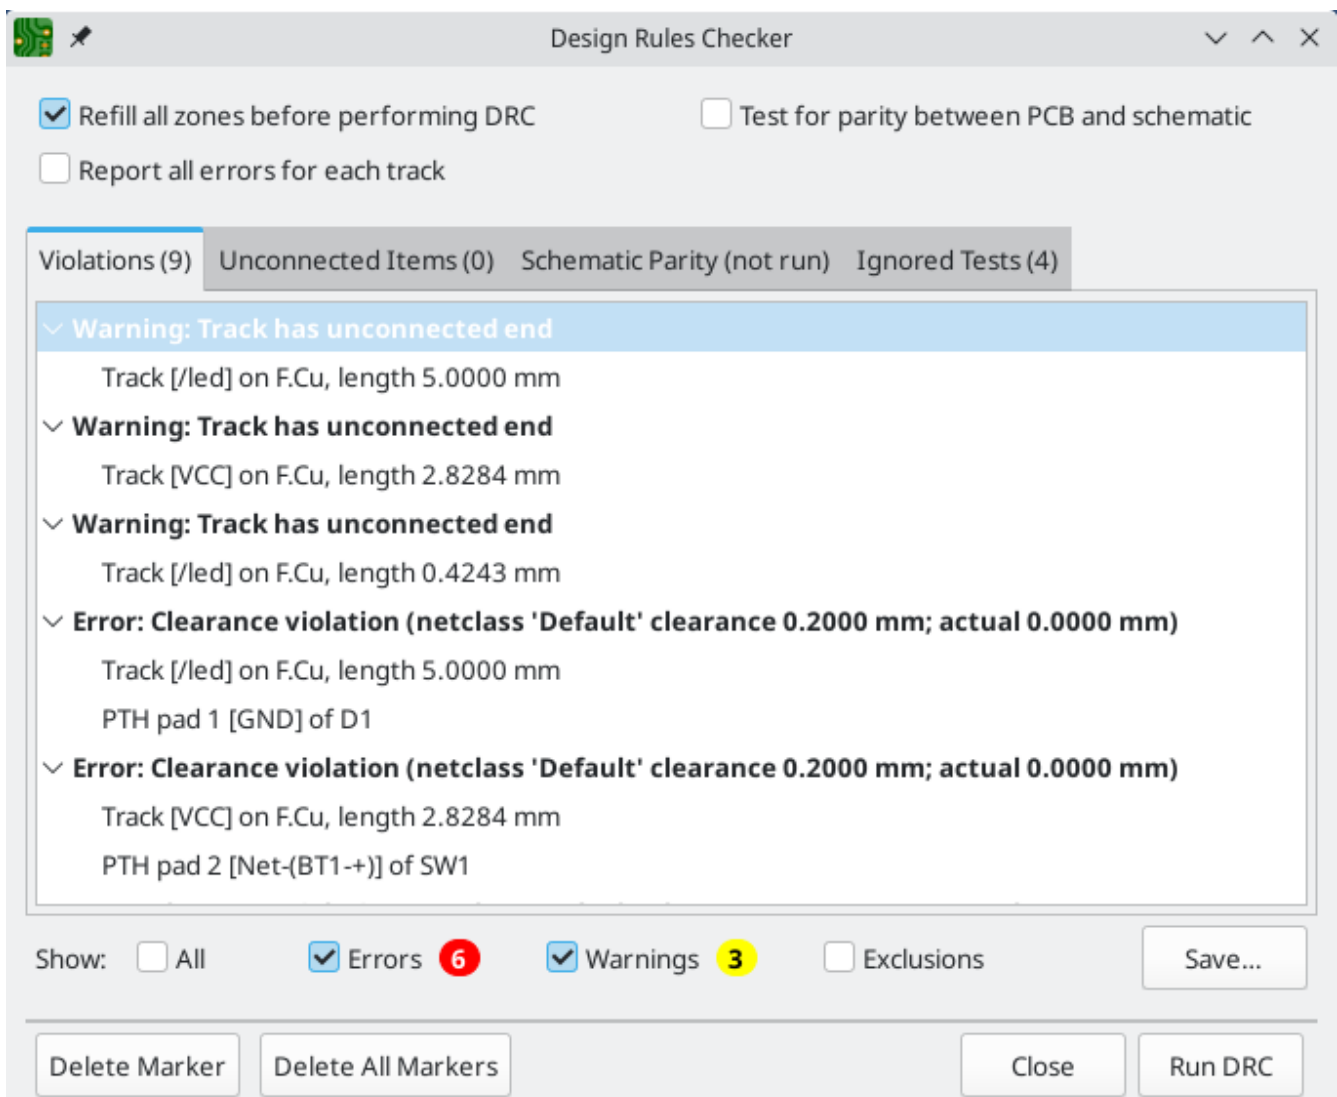 Design Rules Checker
Refill all zones before performing DRC
Test for parity between PCB and schematic
Report all errors for each track
Violations (9)
Unconnected Items (0)
Schematic Parity (not run)
Ignored Tests (4)
Warning: Track has unconnected end
Track [/led] on F.Cu, length 5.0000 mm
Warning: Track has unconnected end
Track [VCC] on F.Cu, length 2.8284 mm
Warning: Track has unconnected end
Track [/led] on F.Cu, length 0.4243 mm
Error: Clearance violation (netclass 'Default' clearance 0.2000 mm; actual 0.0000 mm)
Track [/led] on F.Cu, length 5.0000 mm
PTH pad 1 [GND] of D1
Error: Clearance violation (netclass 'Default' clearance 0.2000 mm; actual 0.0000 mm)
Track [VCC] on F.Cu, length 2.8284 mm
PTH pad 2 [Net-(BT1-+)] of SW1
Show:
All
Errors 6
Warnings 3
Exclusions
Save...
Delete Marker
Delete All Markers
Close
Run DRC